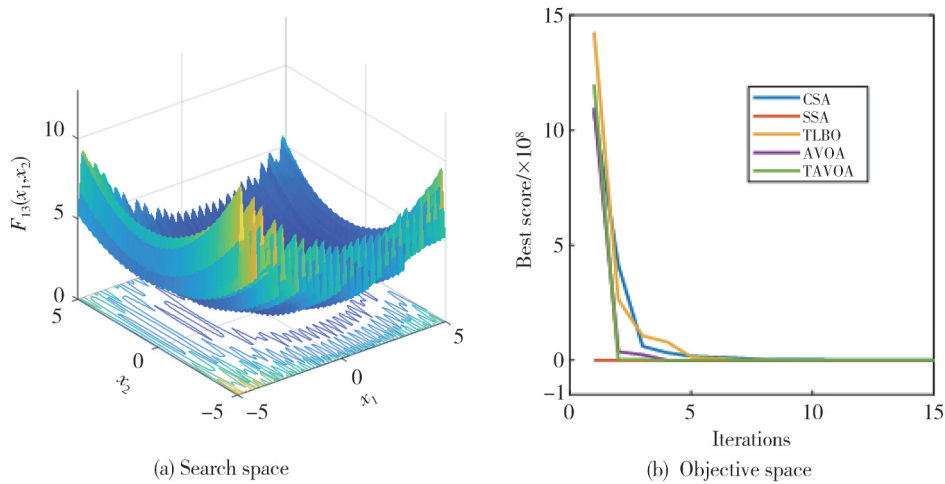 10
5
0
F13(x1,x2)
5
0
-5
x2
-5
0
5
x1
(a) Search space
15
10
5
0
-1
Best score/×10⁸
CSA
SSA
TLBO
AVOA
TAVOA
0
5
10
15
Iterations
(b) Objective space